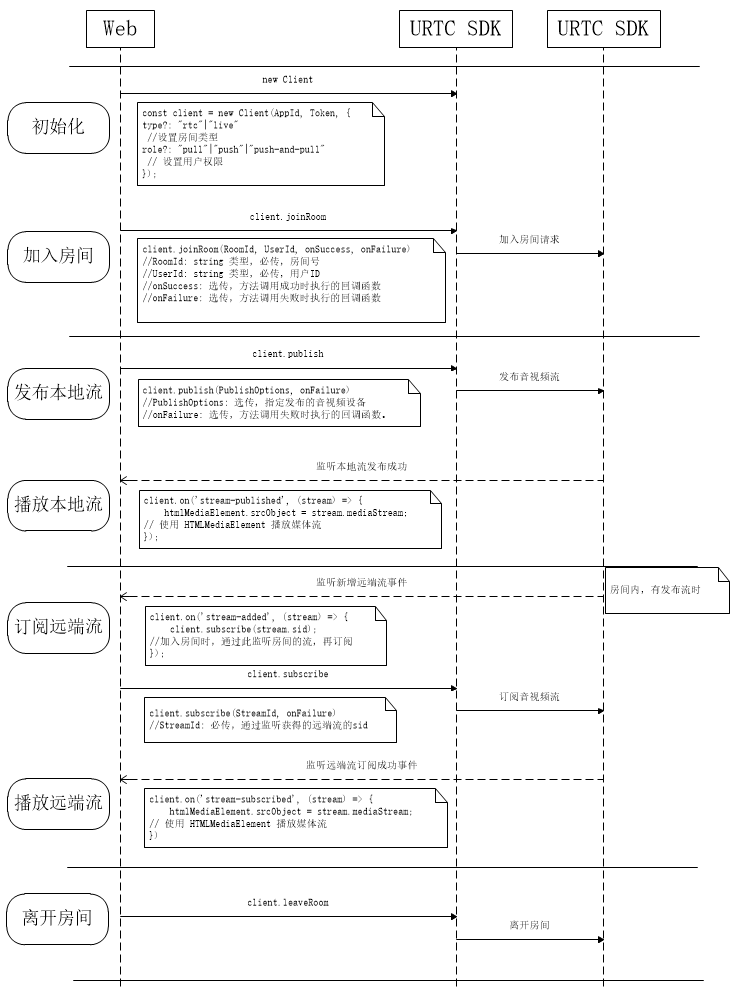 Web
URTC SDK
URTC SDK
new Client
初始化
const client = new Client(AppId, Token, {
type?: "rtc"|"live"
//设置房间类型
role?: "pull"|"push"|"push-and-pull"
// 设置用户权限
});
client.joinRoom
加入房间
加入房间请求
client.joinRoom(RoomId, UserId, onSuccess, onFailure)
//RoomId: string 类型，必传，房间号
//UserId: string 类型，必传，用户ID
//onSuccess: 选传，方法调用成功时执行的回调函数
//onFailure: 选传，方法调用失败时执行的回调函数
client.publish
发布本地流
发布音视频流
client.publish(PublishOptions, onFailure)
//PublishOptions: 选传，指定发布的音视频设备
//onFailure: 选传，方法调用失败时执行的回调函数。
监听本地流发布成功
播放本地流
client.on('stream-published', (stream) => {
htmlMediaElement.srcObject = stream.mediaStream;
// 使用 HTMLMediaElement 播放媒体流
});
监听新增远端流事件
房间内，有发布流时
订阅远端流
client.on('stream-added', (stream) => {
client.subscribe(stream.sid);
//加入房间时，通过此监听房间的流，再订阅
});
client.subscribe
订阅音视频流
client.subscribe(StreamId, onFailure)
//StreamId: 必传，通过监听获得的远端流的sid
监听远端流订阅成功事件
播放远端流
client.on('stream-subscribed', (stream) => {
htmlMediaElement.srcObject = stream.mediaStream;
// 使用 HTMLMediaElement 播放媒体流
})
client.leaveRoom
离开房间
离开房间